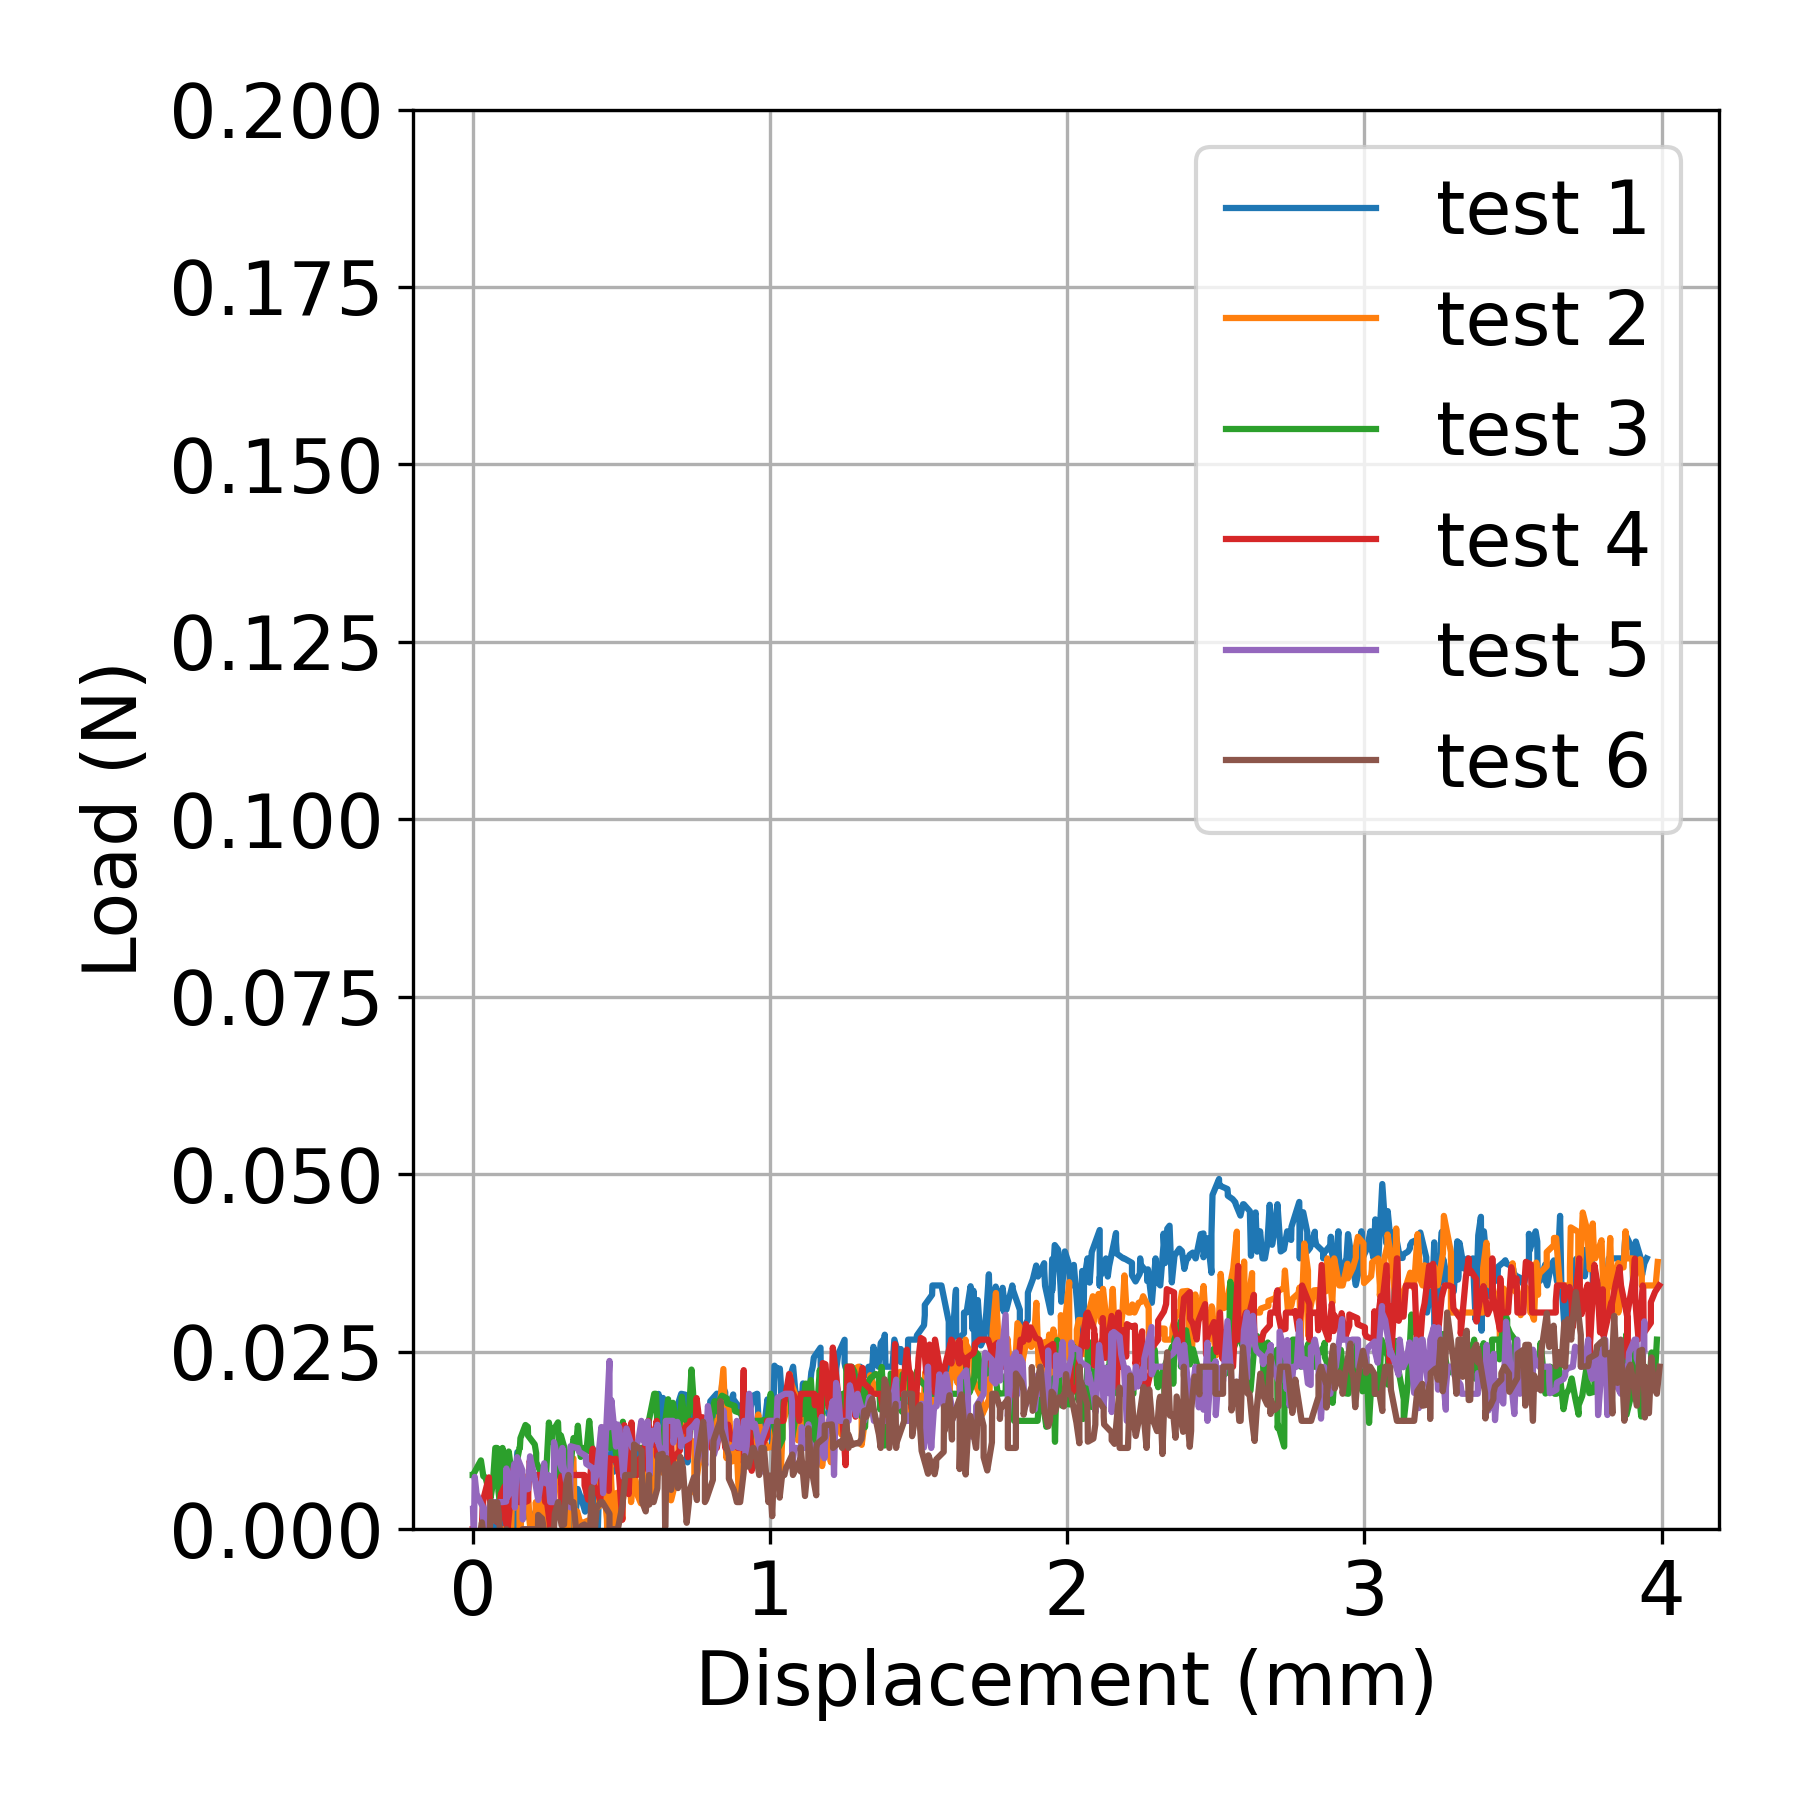 0.200
0.175
0.150
0.125
0.100
0.075
0.050
0.025
0.000
Load (N)
test 1
test 2
test 3
test 4
test 5
test 6
0 1 2 3 4
Displacement (mm)